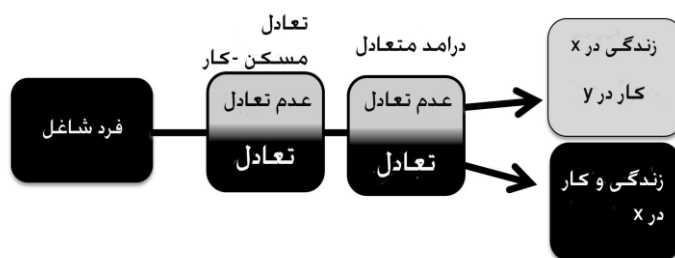 تعادل
مسکن -کار
درامد متعادل
فرد شاغل
عدم تعادل
تعادل
عدم تعادل
تعادل
زندگی در x
کار در y
زندگی و کار
در x